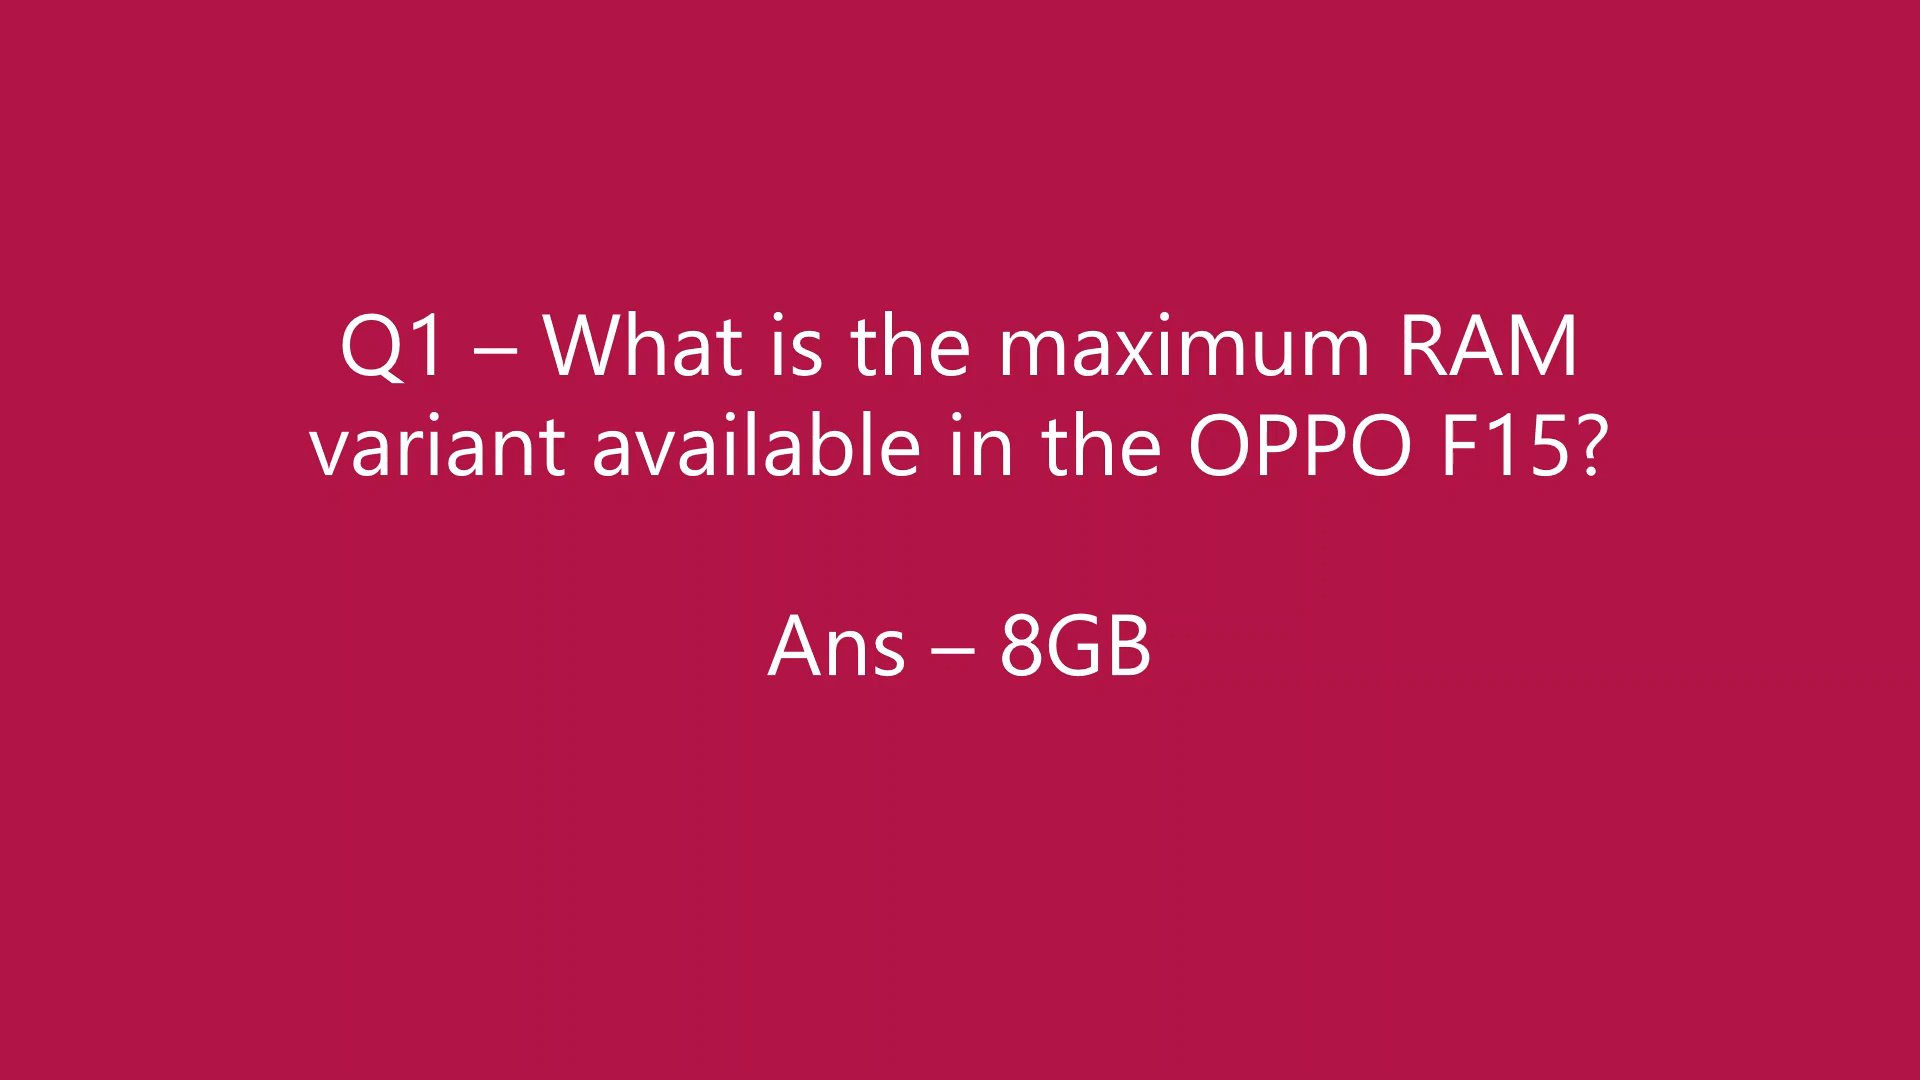 Q1 – What is the maximum RAM
variant available in the OPPO F15?
Ans – 8GB